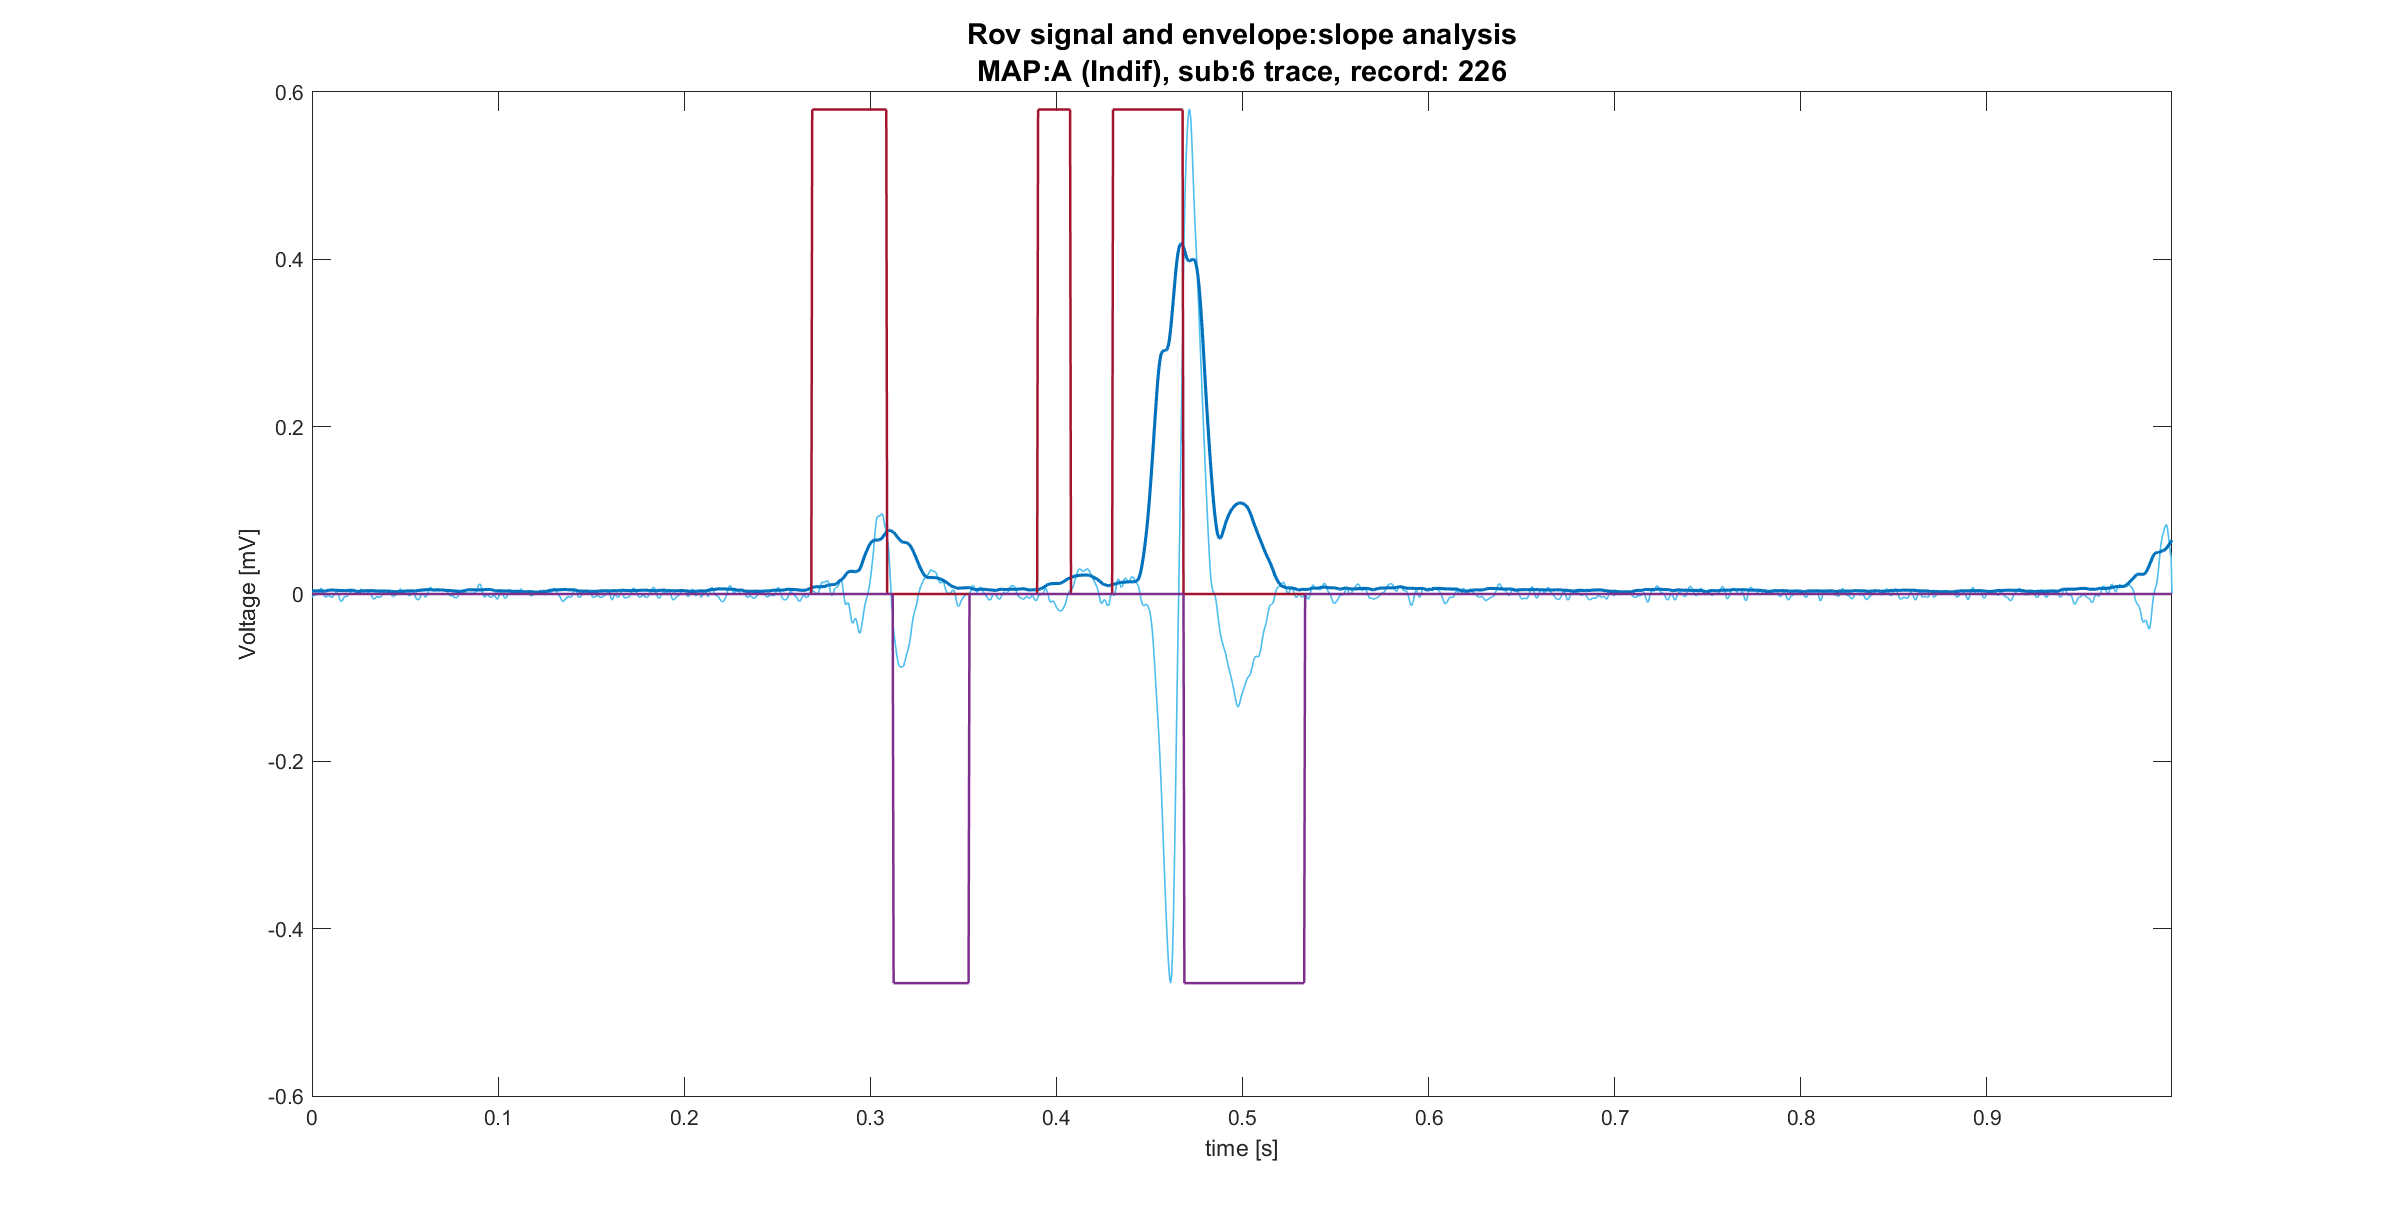 Rov signal and envelope:slope analysis
MAP:A (Indif), sub:6 trace, record: 226
0.6
0.4
0.2
0
-0.2
-0.4
-0.6
Voltage [mV]
0 0.1 0.2 0.3 0.4 0.5 0.6 0.7 0.8 0.9
time [s]